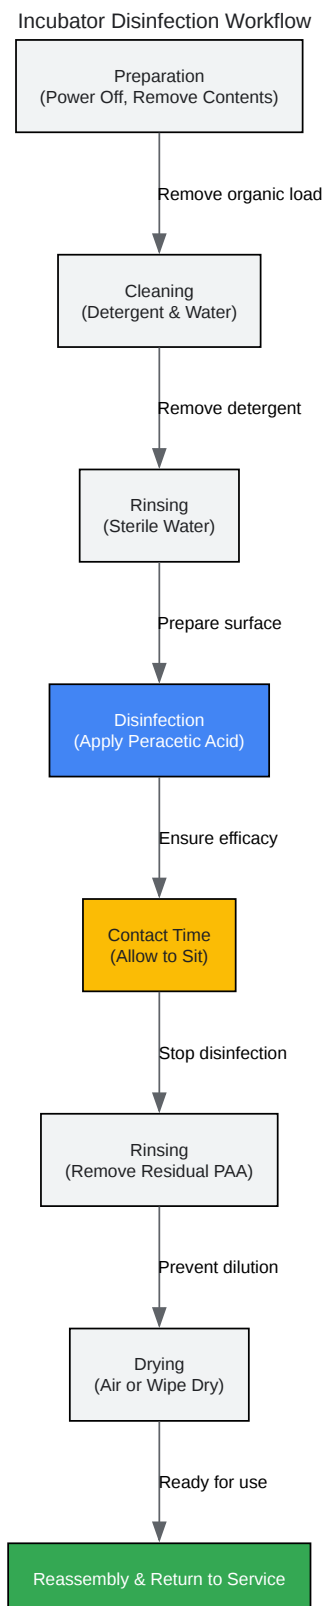 Incubator Disinfection Workflow
Preparation
(Power Off, Remove Contents)
Remove organic load
Cleaning
(Detergent & Water)
Remove detergent
Rinsing
(Sterile Water)
Prepare surface
Disinfection
(Apply Peracetic Acid)
Ensure efficacy
Contact Time
(Allow to Sit)
Stop disinfection
Rinsing
(Remove Residual PAA)
Prevent dilution
Drying
(Air or Wipe Dry)
Ready for use
Reassembly & Return to Service